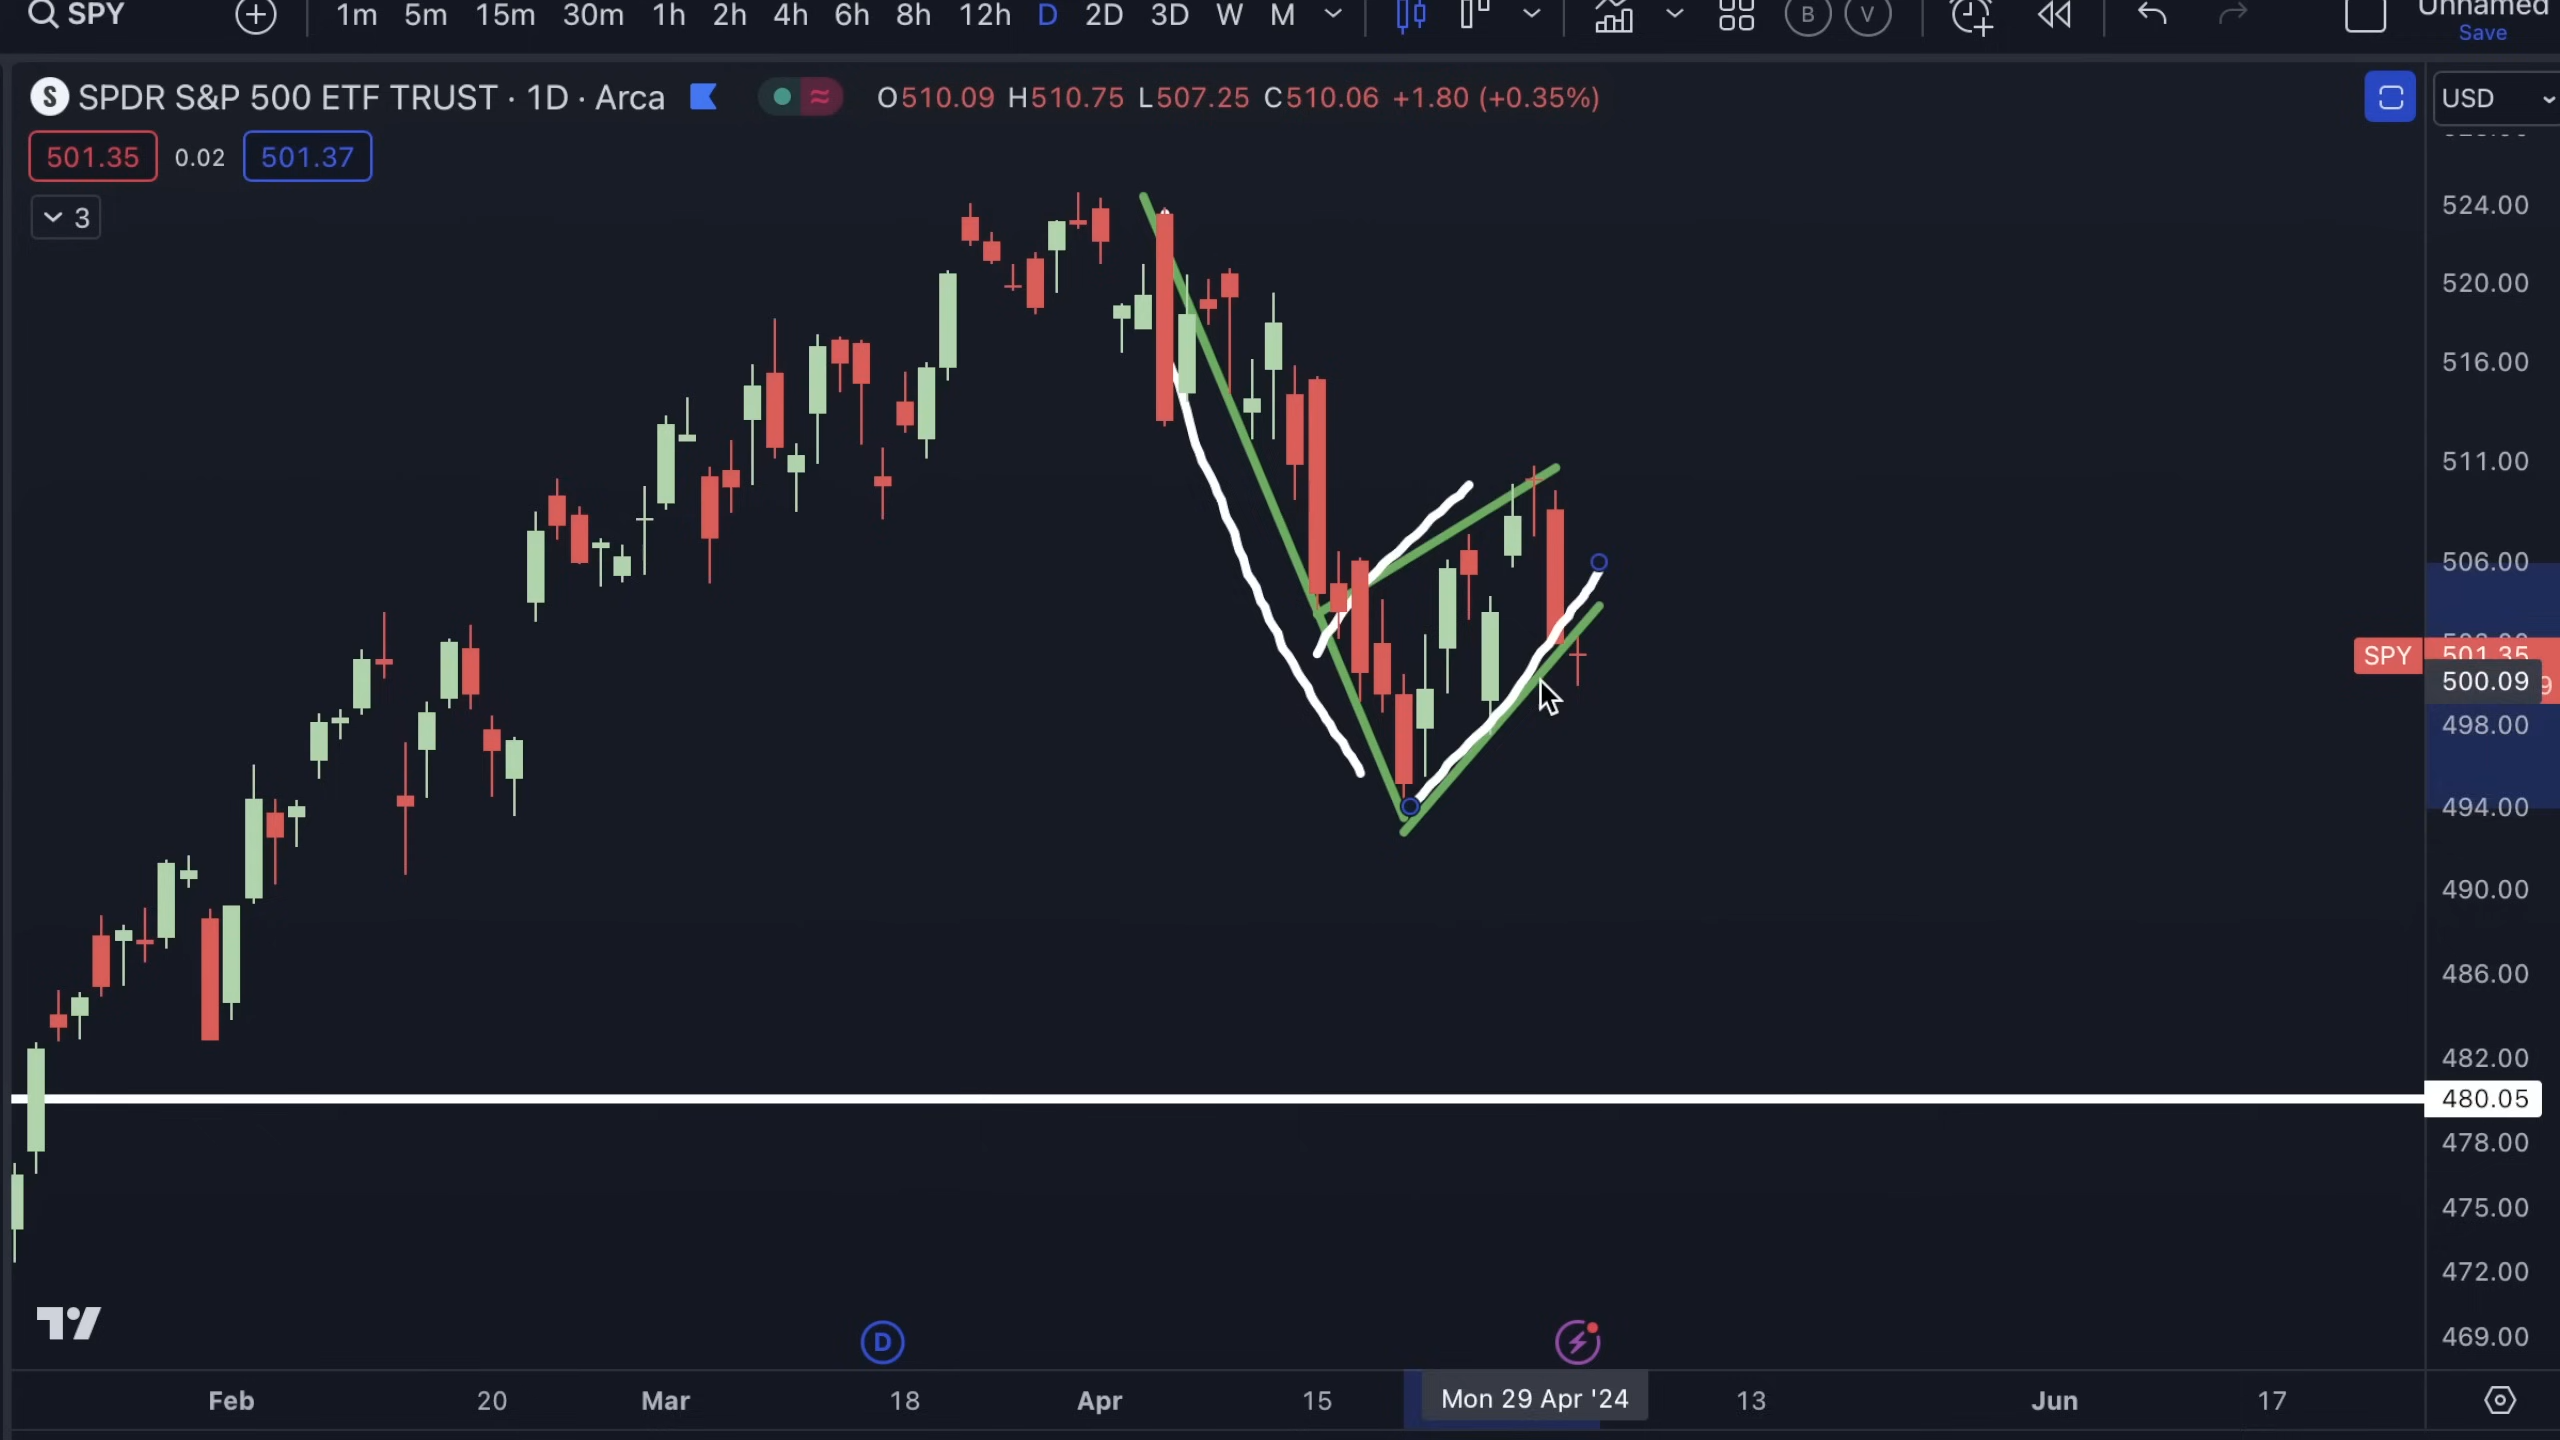 SPY
1m 5m 15m 30m 1h 2h 4h 6h 8h 12h D 2D 3D W M
B V
Unnamed
Save
S SPDR S&P 500 ETF TRUST · 1D · Arca
O510.09 H510.75 L507.25 C510.06 +1.80 (+0.35%)
USD
501.35 0.02 501.37
3
524.00
520.00
516.00
511.00
506.00
SPY 501.35
500.09
498.00
494.00
490.00
486.00
482.00
480.05
478.00
475.00
472.00
469.00
D
Feb 20 Mar 18 Apr 15 Mon 29 Apr '24 13 Jun 17